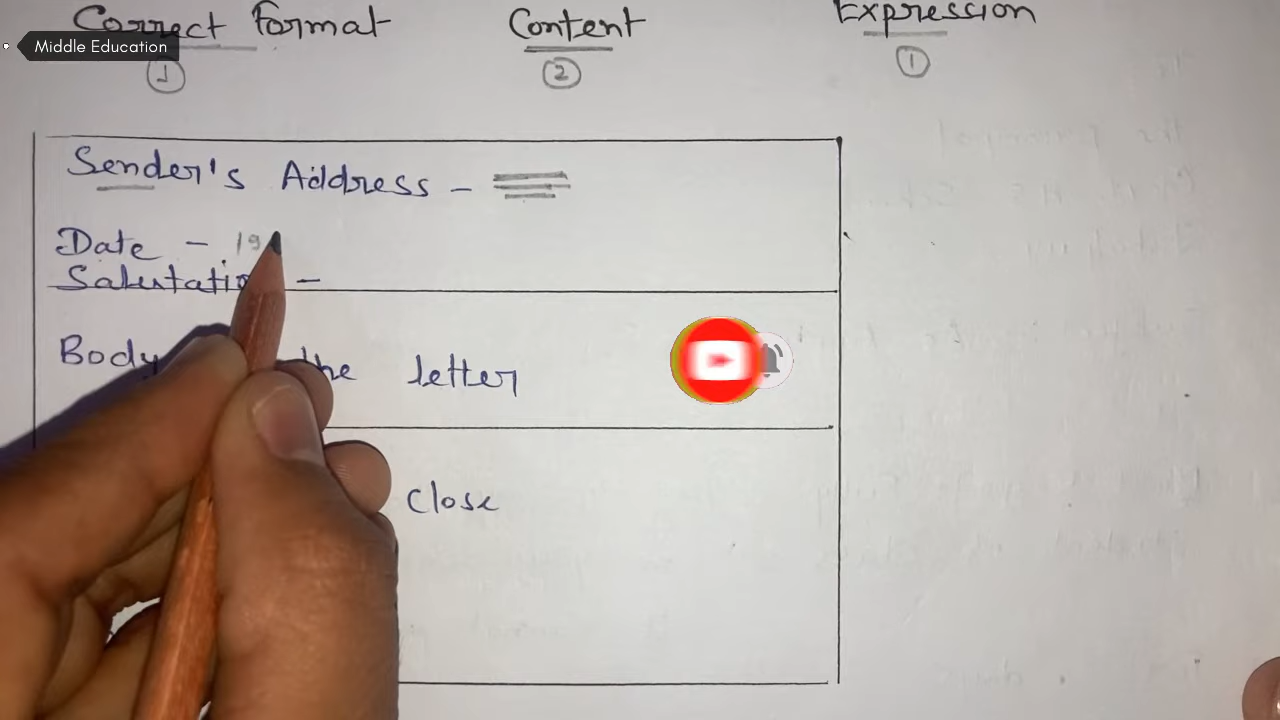 Correct Format Content Expression
Middle Education
1 2 1
Sender's Address -
Date - 19
Salutation -
Body the letter
Close